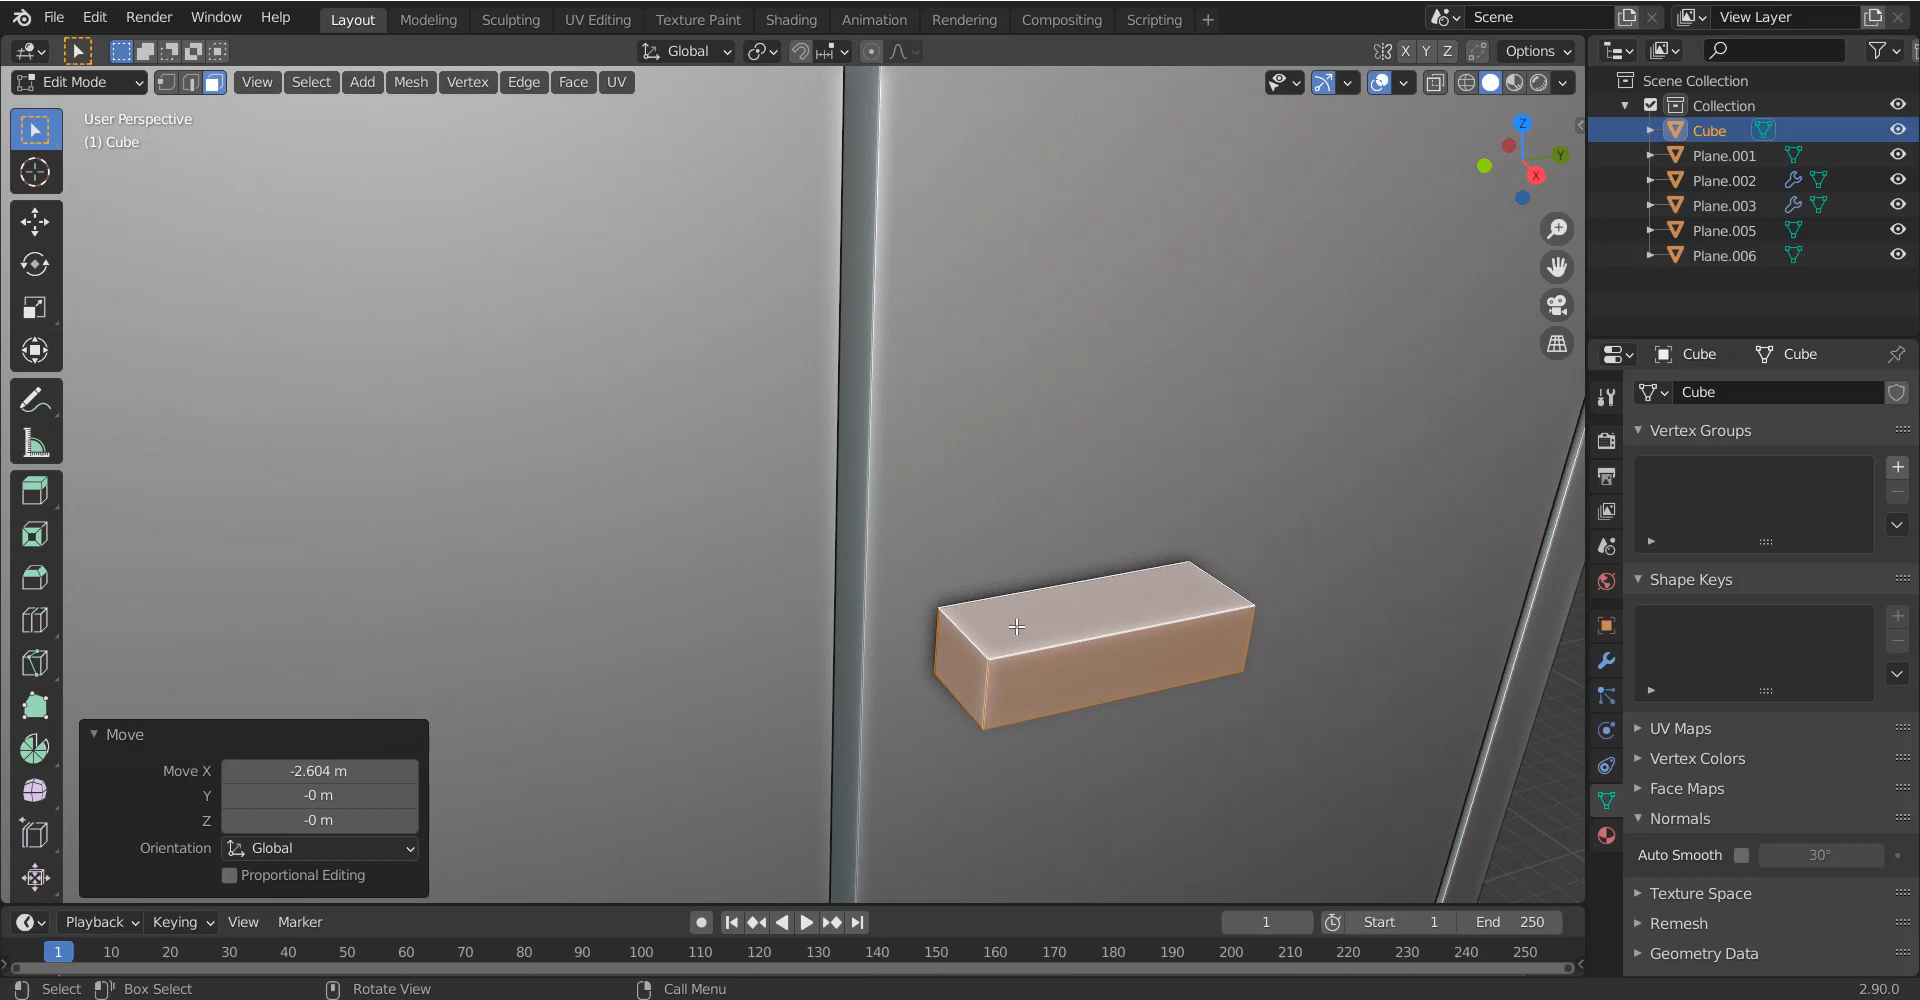 File Edit Render Window Help Layout Modeling Sculpting UV Editing Texture Paint Shading Animation Rendering Compositing Scripting + Scene View Layer
Global X Y Z Options
Edit Mode View Select Add Mesh Vertex Edge Face UV
Scene Collection
Collection
Cube
Plane.001
Plane.002
Plane.003
Plane.005
Plane.006
User Perspective
(1) Cube
Z
Y
X
Cube Cube
Cube
Vertex Groups
Shape Keys
UV Maps
Vertex Colors
Face Maps
Normals
Auto Smooth 30°
Texture Space
Remesh
Geometry Data
Move
Move X -2.604 m
Y -0 m
Z -0 m
Orientation Global
Proportional Editing
Playback Keying View Marker 1 Start 1 End 250
1 10 20 30 40 50 60 70 80 90 100 110 120 130 140 150 160 170 180 190 200 210 220 230 240 250
Select Box Select Rotate View Call Menu 2.90.0